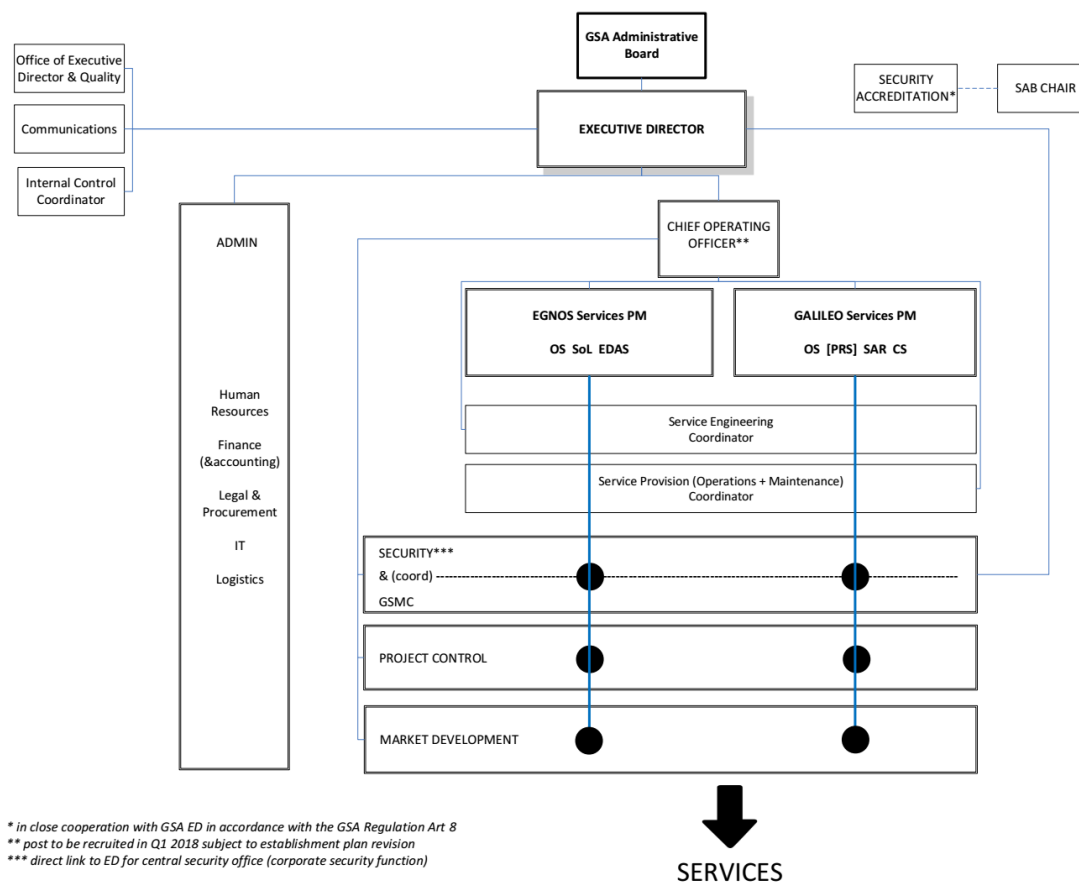 GSA Administrative
Board
Office of Executive
Director & Quality
SECURITY
ACCREDITATION*
SAB CHAIR
Communications
EXECUTIVE DIRECTOR
Internal Control
Coordinator
ADMIN
CHIEF OPERATING
OFFICER**
EGNOS Services PM
OS SoL EDAS
GALILEO Services PM
OS [PRS] SAR CS
Human
Resources
Finance
(&accounting)
Legal &
Procurement
IT
Logistics
Service Engineering
Coordinator
Service Provision (Operations + Maintenance)
Coordinator
SECURITY***
& (coord)
GSMC
PROJECT CONTROL
MARKET DEVELOPMENT
* in close cooperation with GSA ED in accordance with the GSA Regulation Art 8
** post to be recruited in Q1 2018 subject to establishment plan revision
*** direct link to ED for central security office (corporate security function)
SERVICES